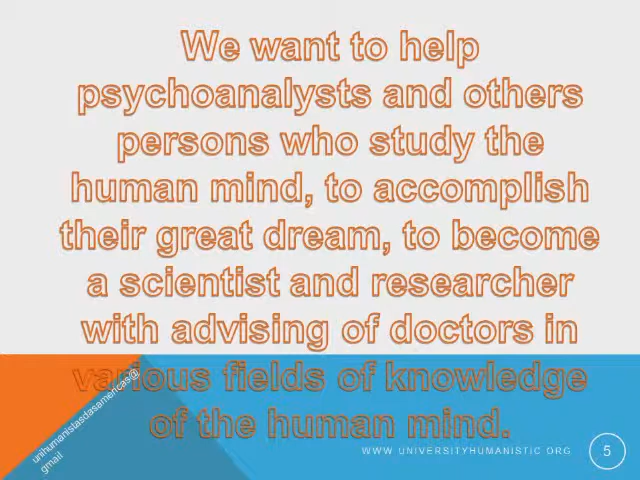 We want to help
psychoanalysts and others
persons who study the
human mind, to accomplish
their great dream, to become
a scientist and researcher
with advising of doctors in
various fields of knowledge
of the human mind.
unihumanistasdasamericas@
gmail
WWW UNIVERSITYHUMANISTIC ORG
5